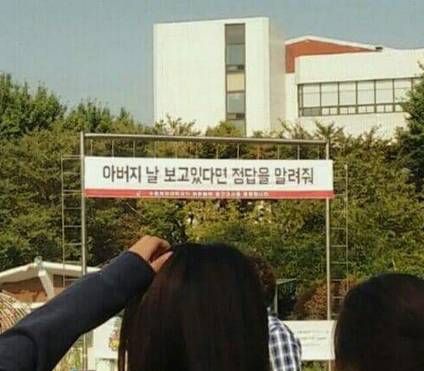 아버지 날 보고있다면 정답을 알려줘